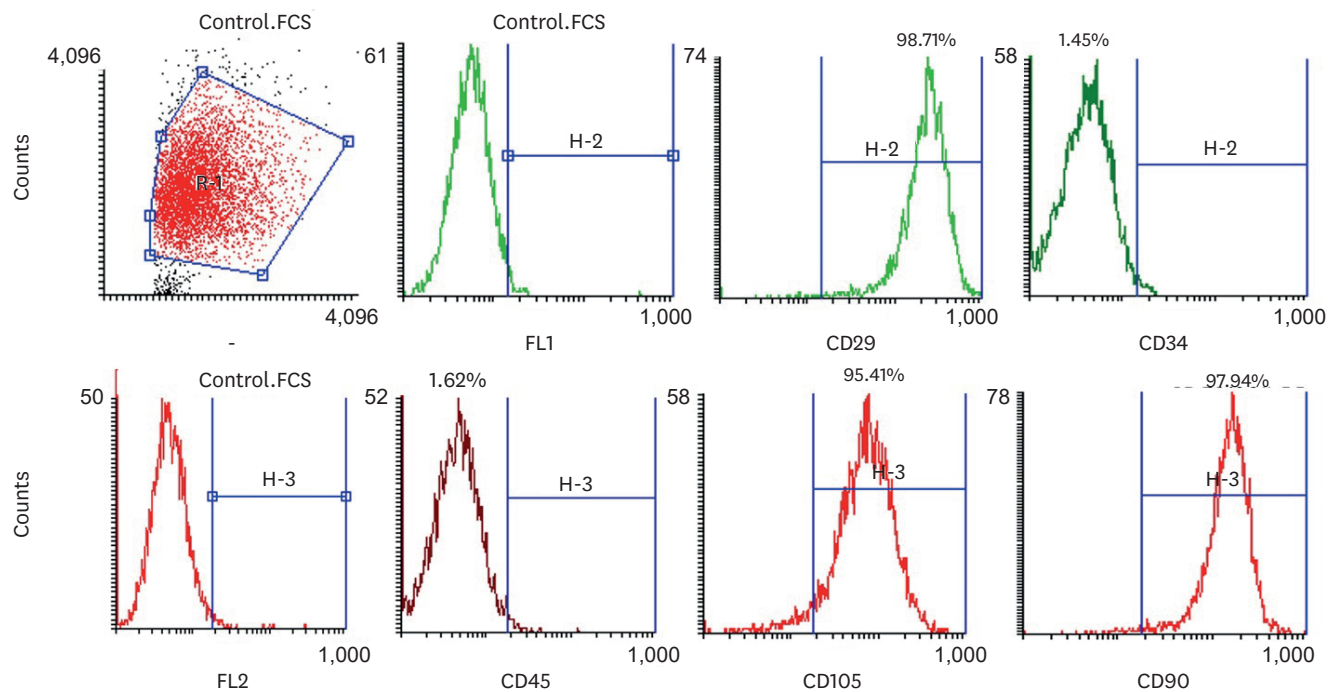 Control.FCS
4,096
Counts
R-1
4,096
-
Control.FCS
61
H-2
1,000
FL1
98.71%
74
H-2
1,000
CD29
1.45%
58
H-2
1,000
CD34
Control.FCS
50
Counts
H-3
1,000
FL2
1.62%
52
H-3
1,000
CD45
95.41%
58
H-3
1,000
CD105
97.94%
78
H-3
1,000
CD90